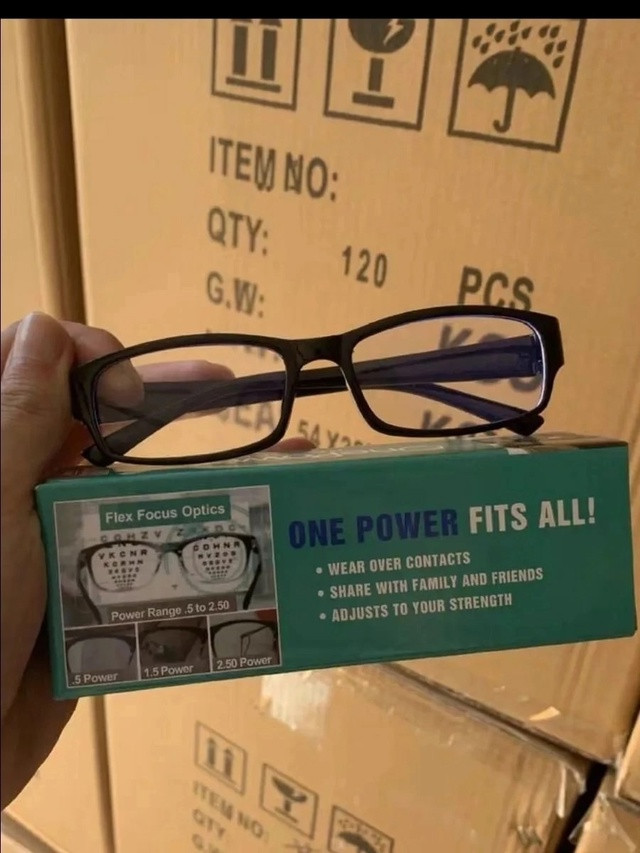 ITEM NO:
QTY:
120
PCS
G.W:
Flex Focus Optics
VKCNR
Power Range .5 to 2.50
.5 Power
1.5 Power
2.50 Power
ONE POWER FITS ALL!
• WEAR OVER CONTACTS
• SHARE WITH FAMILY AND FRIENDS
• ADJUSTS TO YOUR STRENGTH
ITEM NO:
QTY